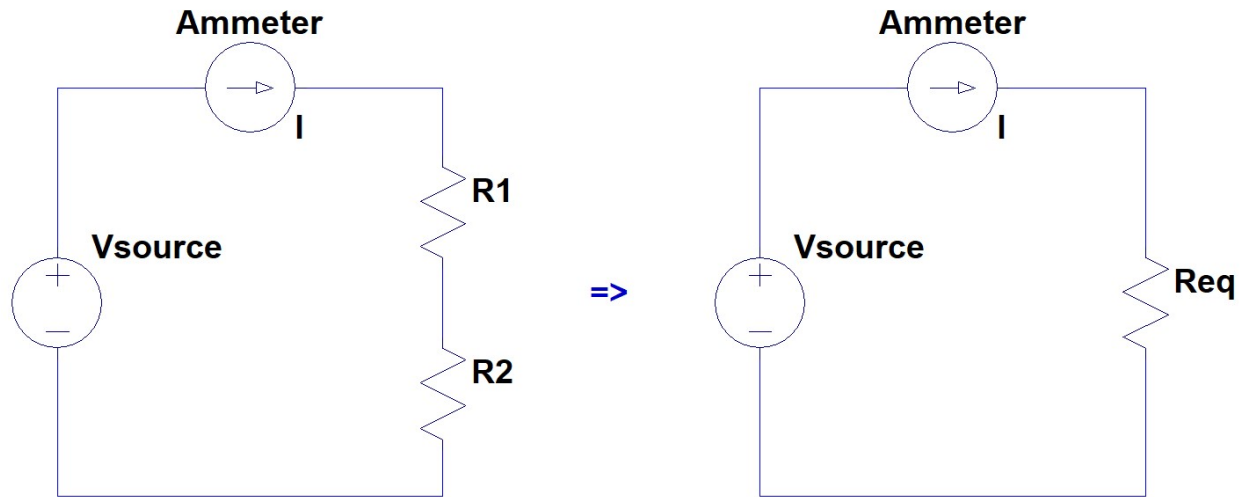 Ammeter
I
R1
Vsource
+
R2
=>
Ammeter
I
Vsource
+
Req